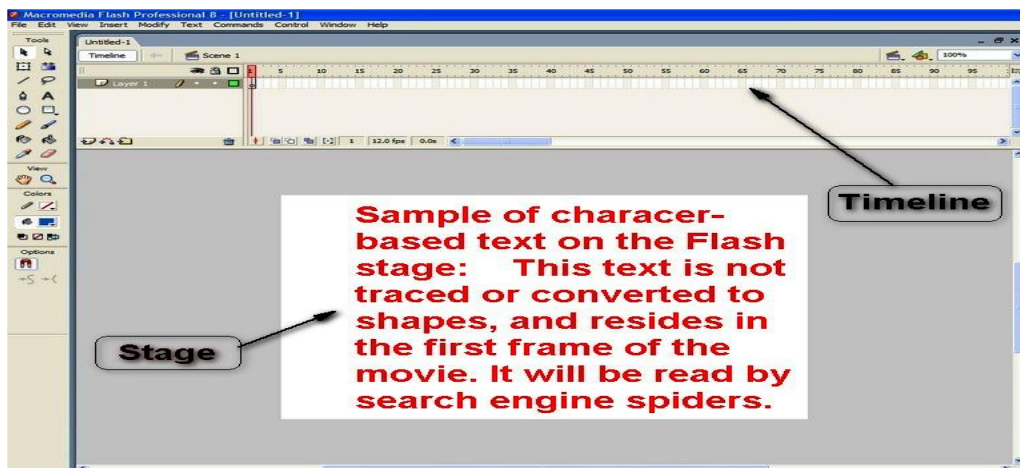 Macromedia Flash Professional 8 - [Untitled-1]
File Edit View Insert Modify Text Commands Control Window Help
Tools
Untitled-1
Timeline Scene 1 100%
1 5 10 15 20 25 30 35 40 45 50 55 60 65 70 75 80 85 90 95
Layer 1
1 12.0 fps 0.0s
View
Colors
Options
Timeline
Stage
Sample of characer-
based text on the Flash
stage: This text is not
traced or converted to
shapes, and resides in
the first frame of the
movie. It will be read by
search engine spiders.